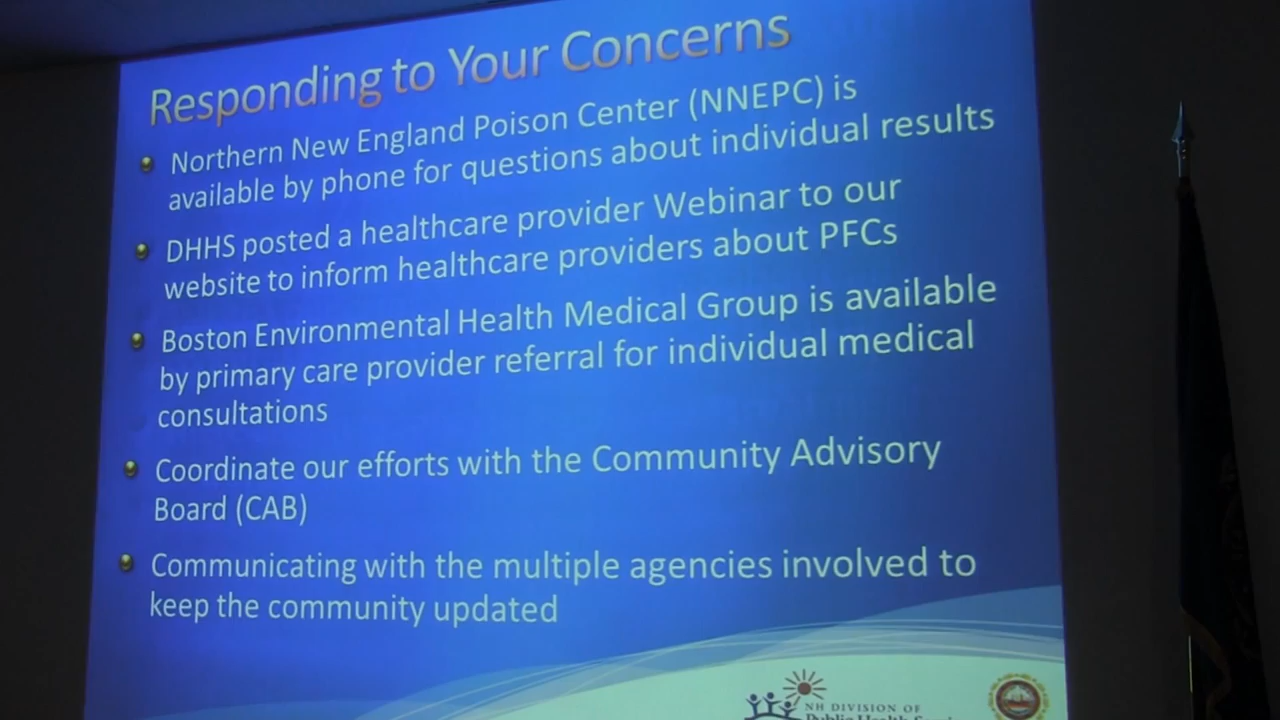 Responding to Your Concerns
Northern New England Poison Center (NNEPC) is
available by phone for questions about individual results
DHHS posted a healthcare provider Webinar to our
website to inform healthcare providers about PFCs
Boston Environmental Health Medical Group is available
by primary care provider referral for individual medical
consultations
Coordinate our efforts with the Community Advisory
Board (CAB)
Communicating with the multiple agencies involved to
keep the community updated
NH DIVISION OF
Public Health